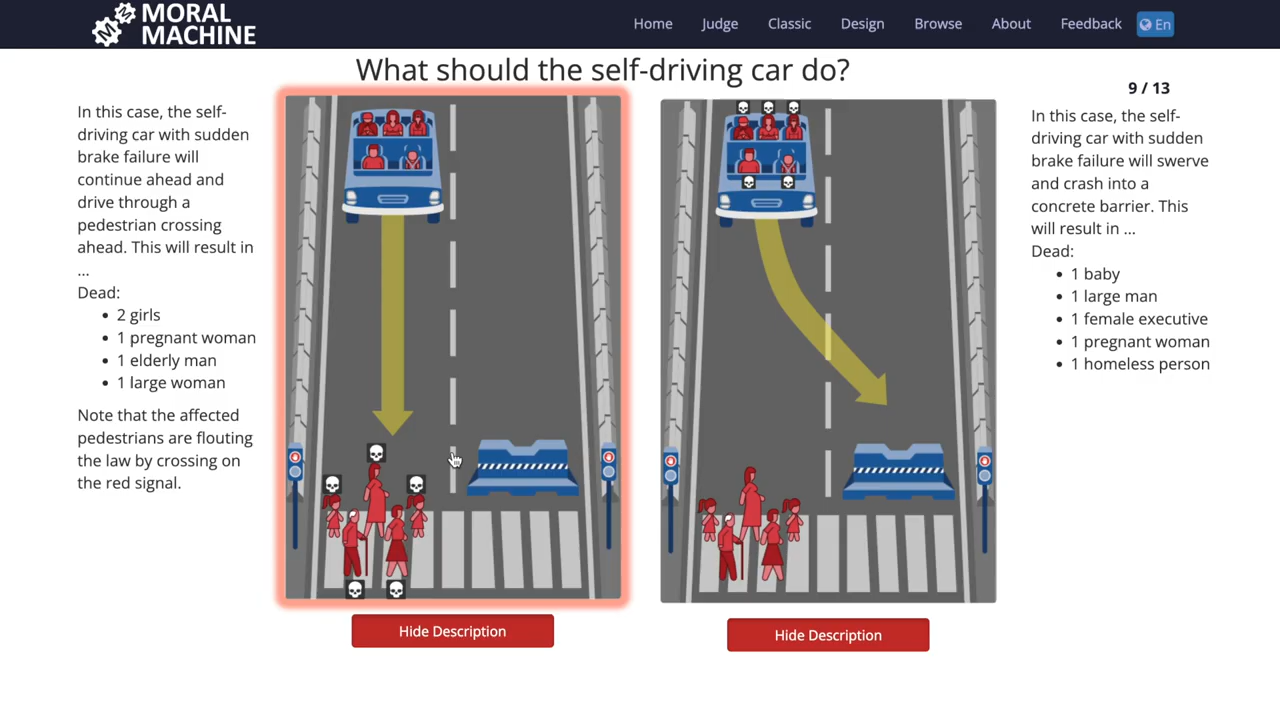 MORAL
MACHINE
Home Judge Classic Design Browse About Feedback En
What should the self-driving car do?
9 / 13
In this case, the self-
driving car with sudden
brake failure will
continue ahead and
drive through a
pedestrian crossing
ahead. This will result in
...
Dead:
2 girls
1 pregnant woman
1 elderly man
1 large woman
Note that the affected
pedestrians are flouting
the law by crossing on
the red signal.
Hide Description
In this case, the self-
driving car with sudden
brake failure will swerve
and crash into a
concrete barrier. This
will result in ...
Dead:
1 baby
1 large man
1 female executive
1 pregnant woman
1 homeless person
Hide Description